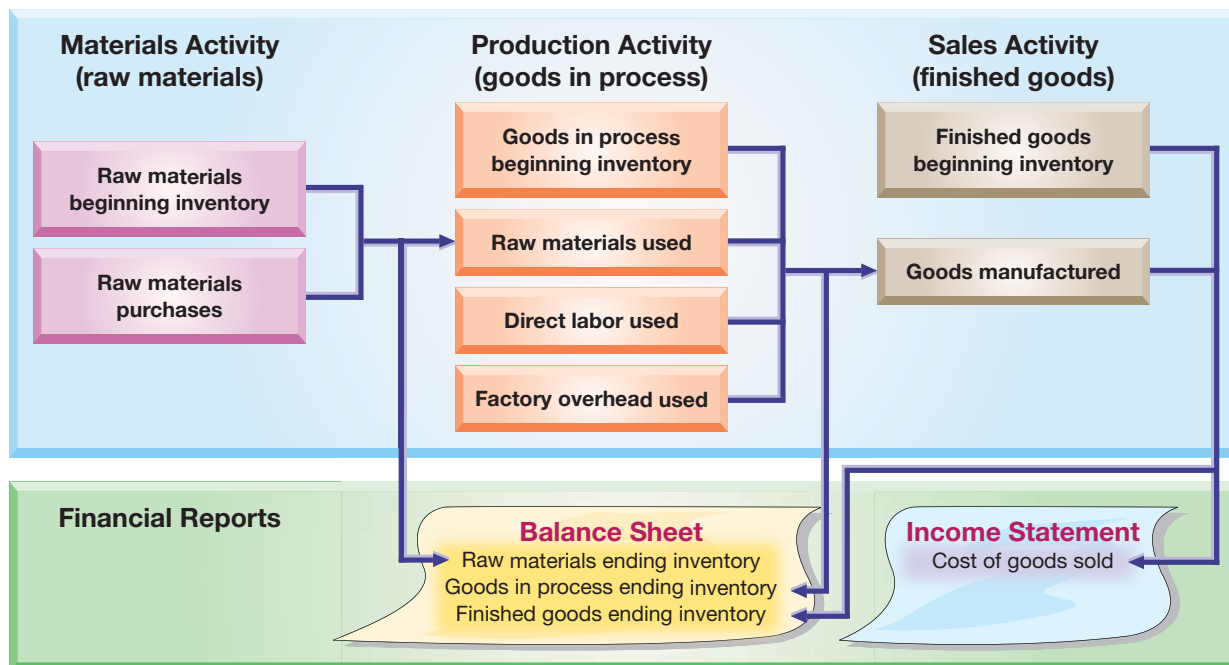 Materials Activity
(raw materials)
Raw materials
beginning inventory
Raw materials
purchases
Production Activity
(goods in process)
Goods in process
beginning inventory
Raw materials used
Direct labor used
Factory overhead used
Sales Activity
(finished goods)
Finished goods
beginning inventory
Goods manufactured
Financial Reports
Balance Sheet
Raw materials ending inventory
Goods in process ending inventory
Finished goods ending inventory
Income Statement
Cost of goods sold